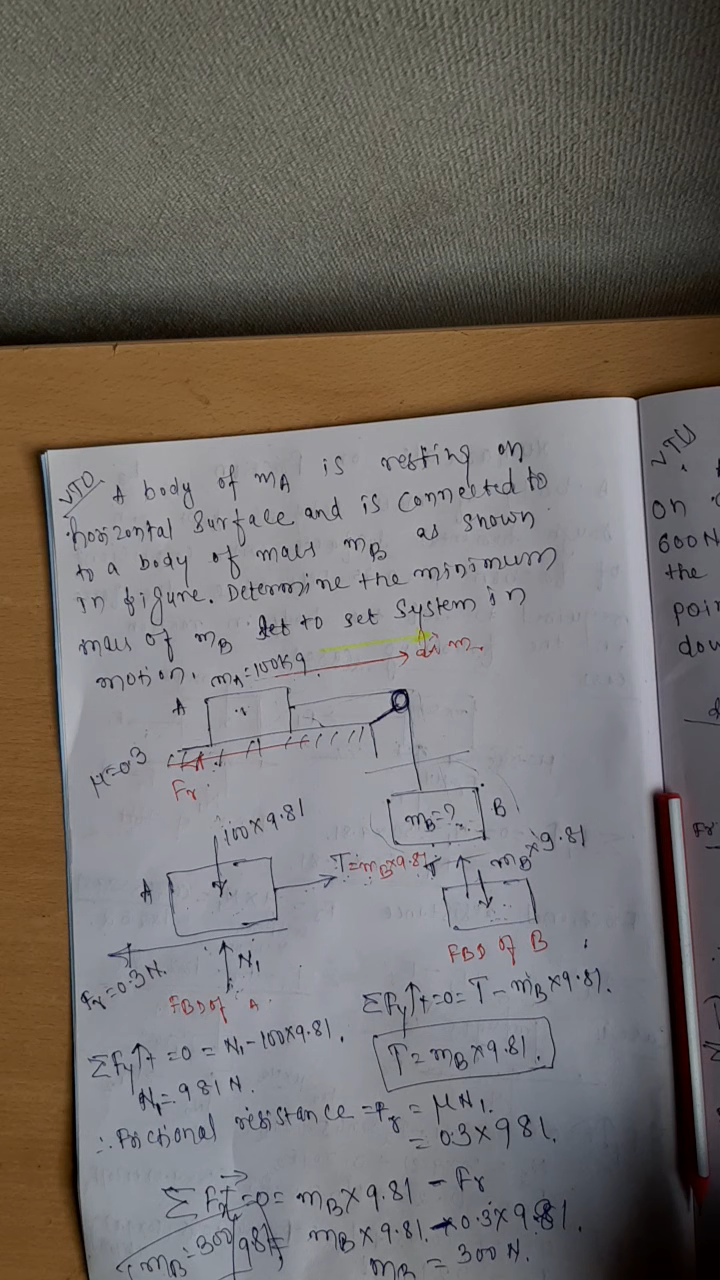 VTU. A body of mA is resting on
horizontal Surface and is connected to
to a body of mass mB as shown
in figure. Determine the minimum
mass of mB to set system in
motion.
mA=100Kg.
A
μ=0.3
Fr.
mB=?
B
100×9.81
A
T=mB×9.81
mB×9.81
Fr=0.3N.
N1
FBD of A.
FBD of B
ΣFy↑+=0= T-mB×9.81.
ΣFy↑+ =0 = N1-100×9.81.
T=mB×9.81.
N1=981N.
∴ Frictional resistance =Fr = μN1.
= 0.3×981.
ΣFx+→=0= mB×9.81 - Fr
mB×9.81 - 0.3×981.
mB = 300 N.
VTU
on
600N
the
poin
dow
Fr